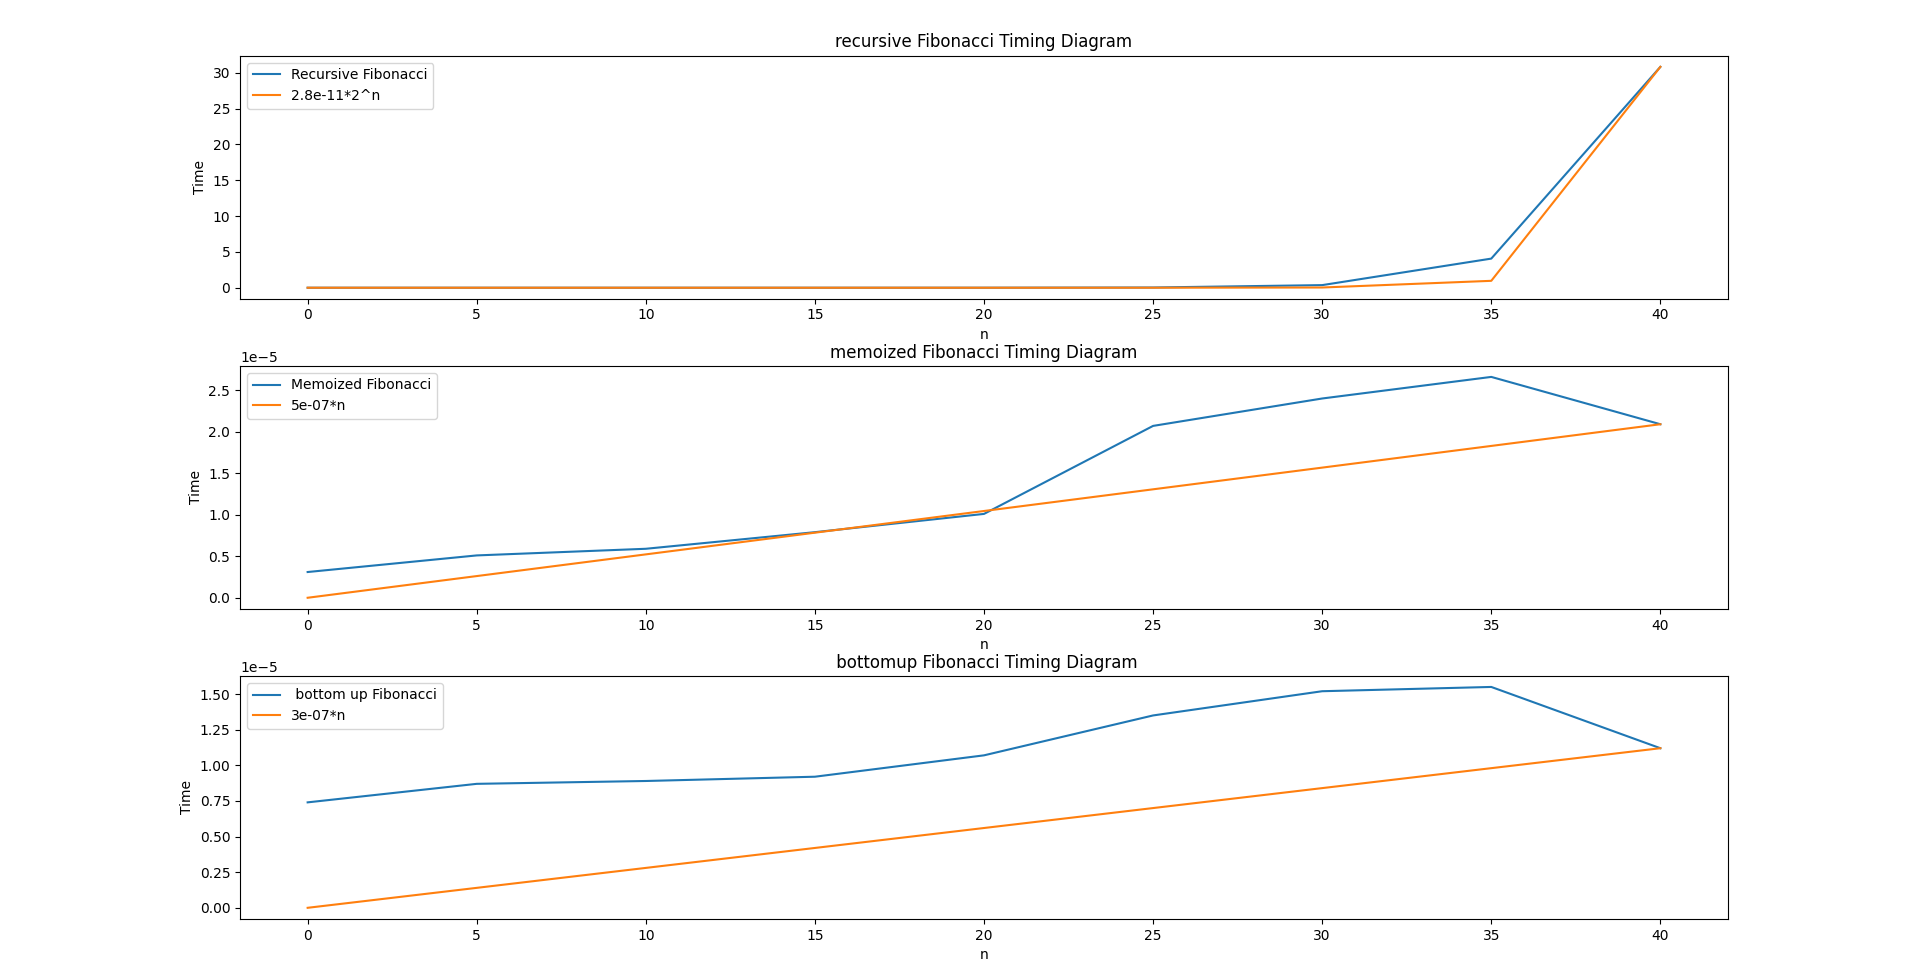 recursive Fibonacci Timing Diagram
Recursive Fibonacci
2.8e-11*2^n
30
25
20
15
10
5
0
Time
0 5 10 15 20 25 30 35 40
n
memoized Fibonacci Timing Diagram
1e−5
Memoized Fibonacci
5e-07*n
2.5
2.0
1.5
1.0
0.5
0.0
Time
0 5 10 15 20 25 30 35 40
n
bottomup Fibonacci Timing Diagram
1e−5
bottom up Fibonacci
3e-07*n
1.50
1.25
1.00
0.75
0.50
0.25
0.00
Time
0 5 10 15 20 25 30 35 40
n